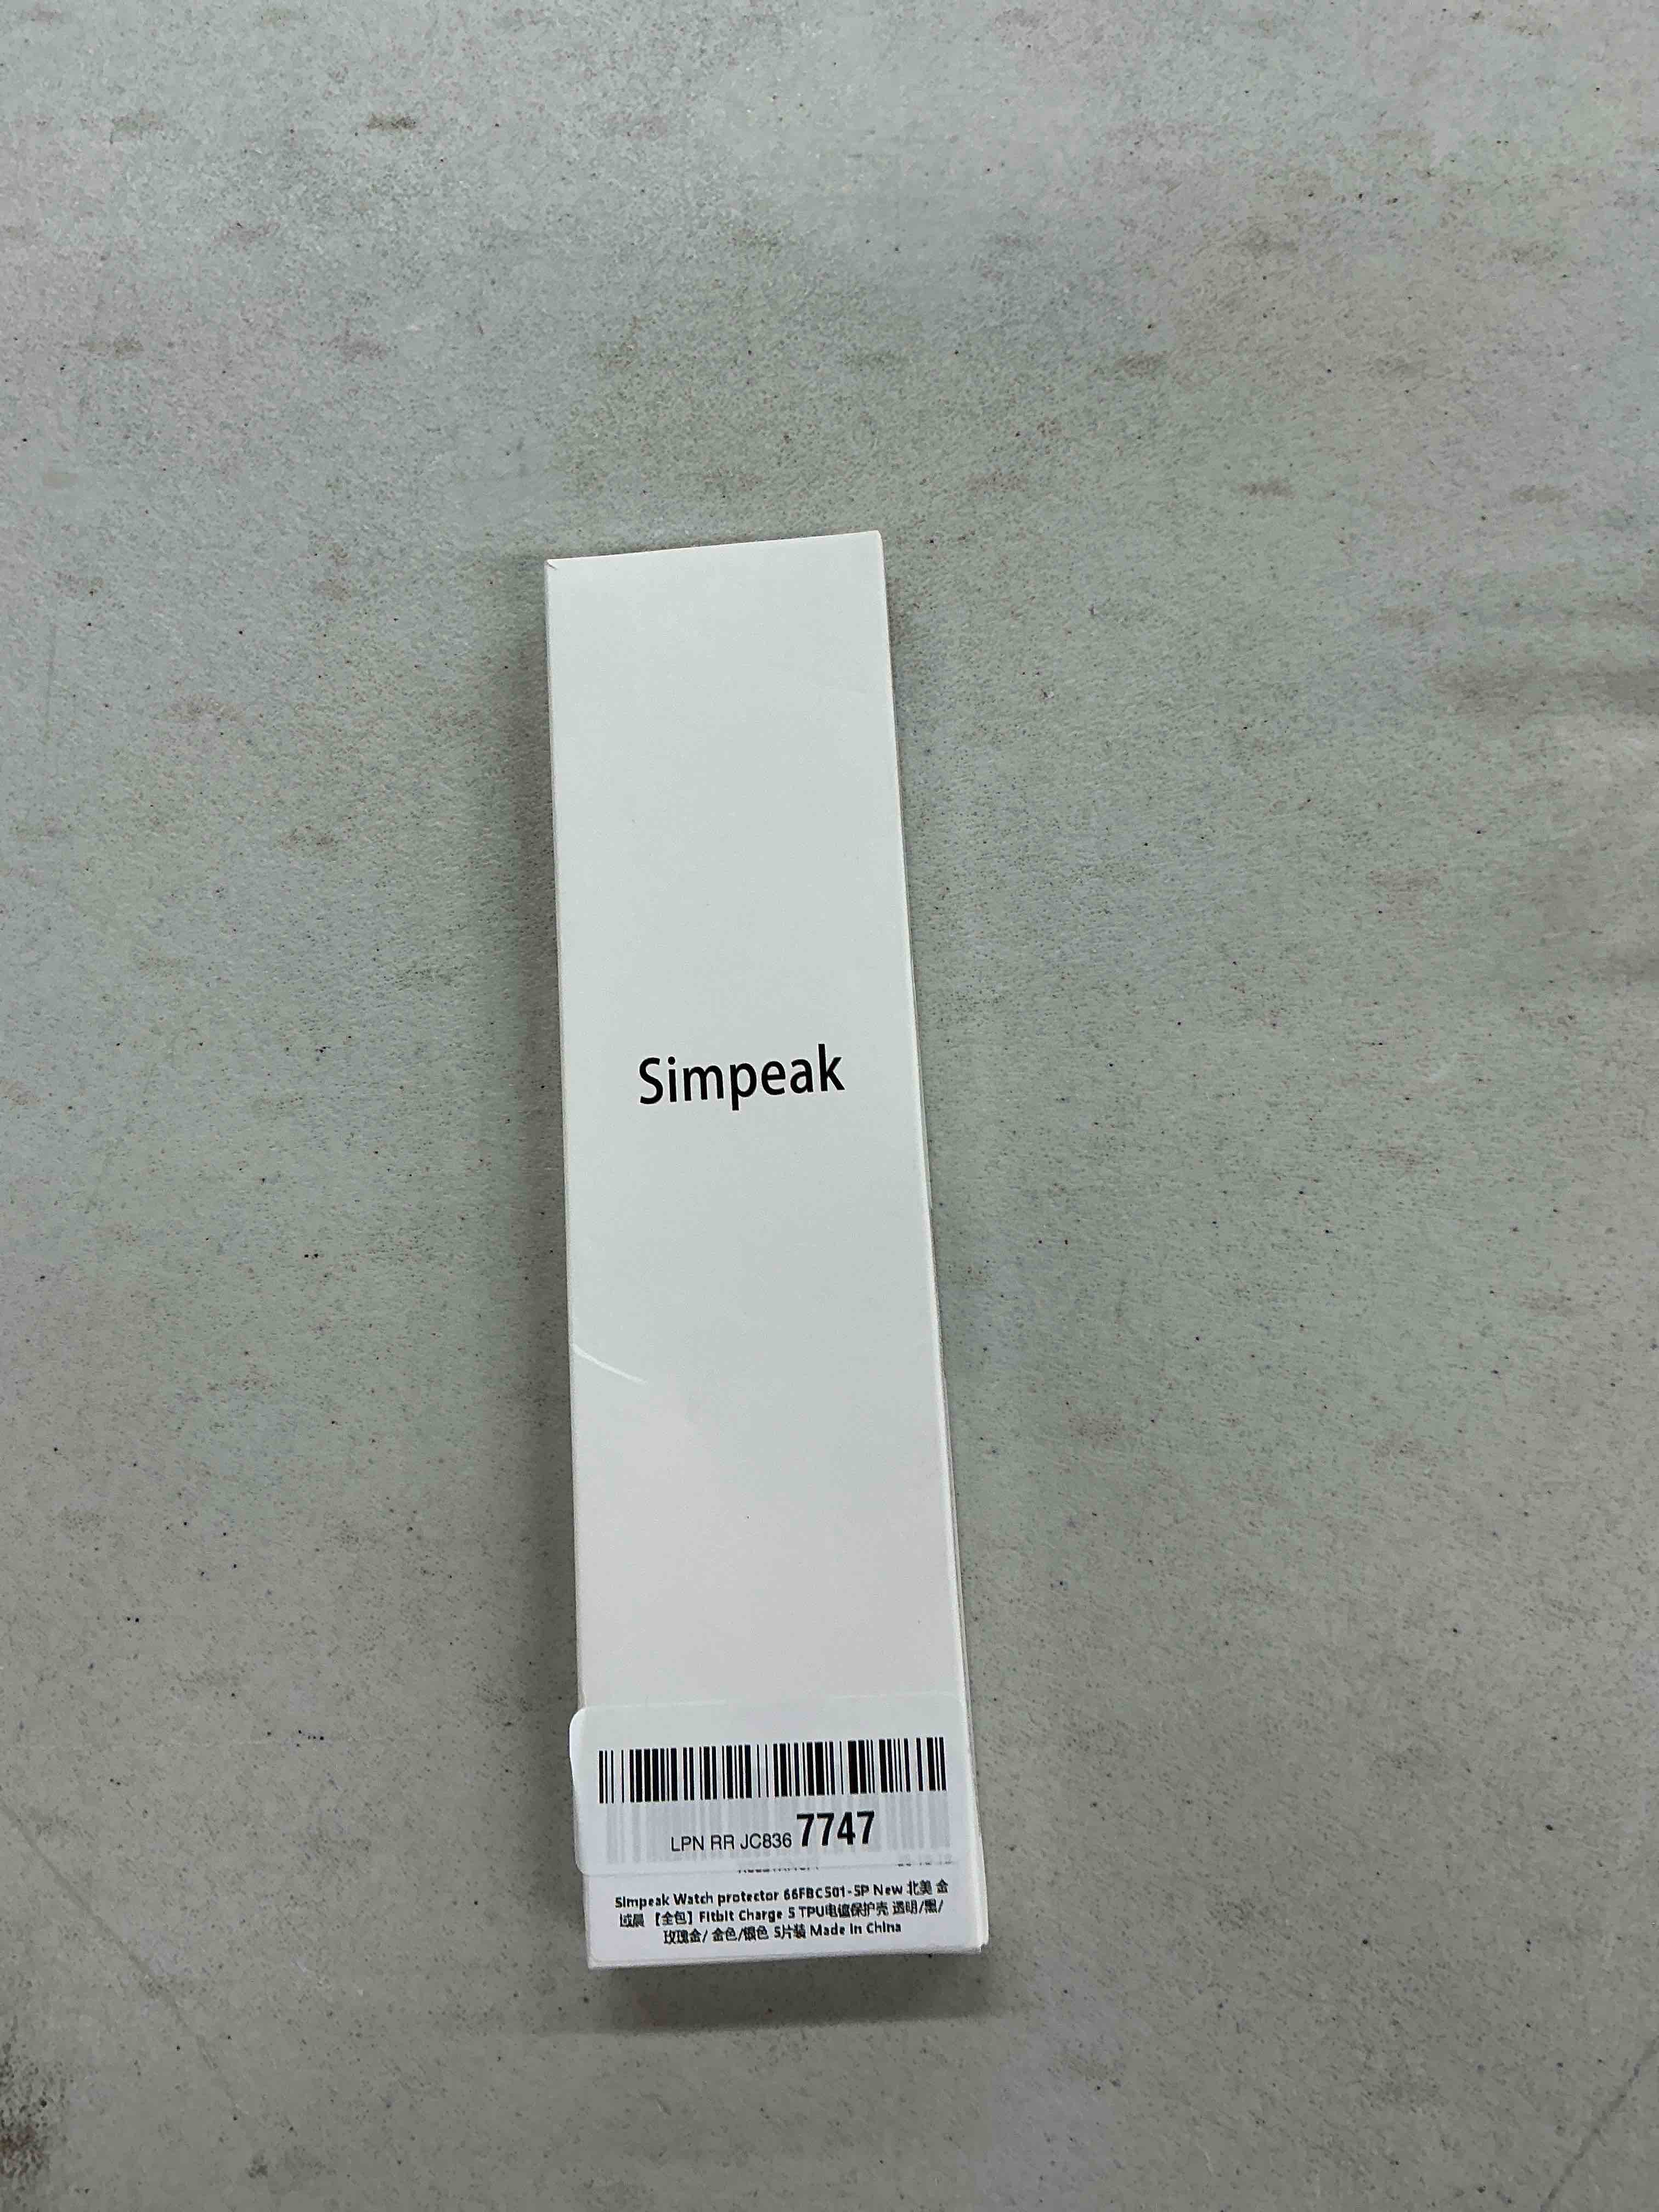 Simpeak
LPN RR JC836 7747
Simpeak Watch protector 66FBC501-5P New 北美 金
域晨 【全包】Fitbit Charge 5 TPU电镀保护壳 透明/黑/
玫瑰金/ 金色/银色 5片装 Made In China